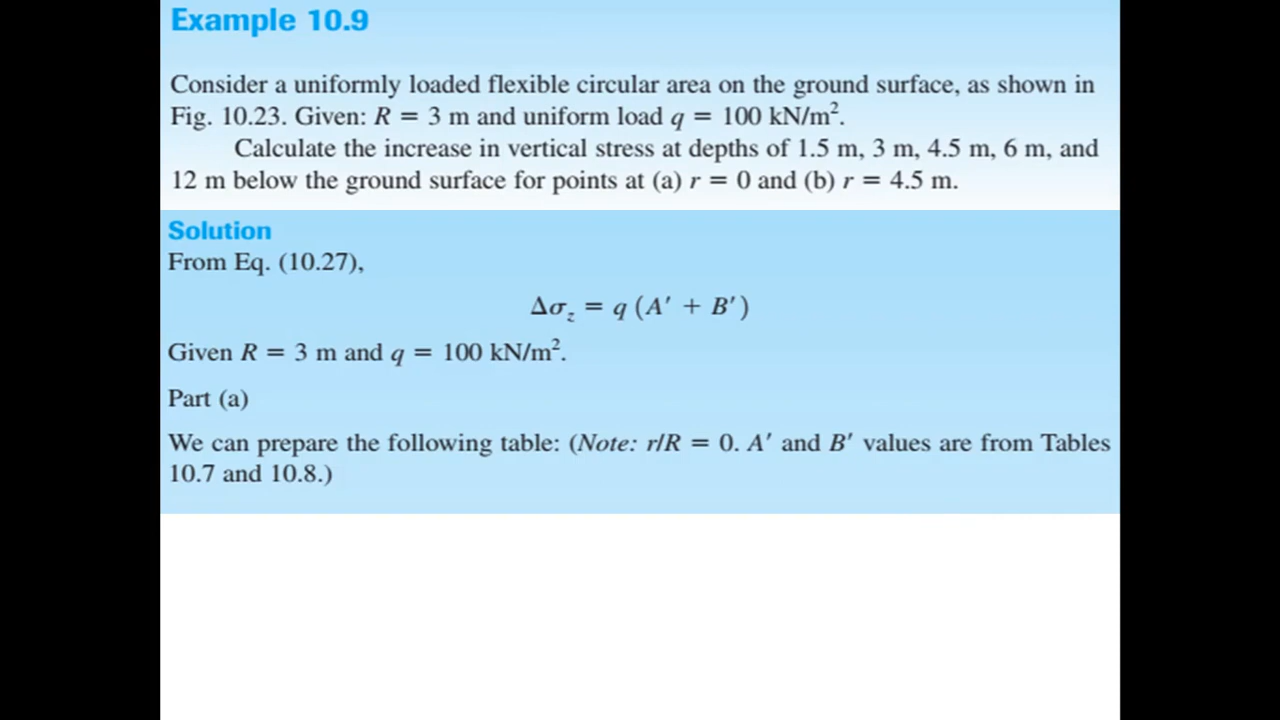 Example 10.9
Consider a uniformly loaded flexible circular area on the ground surface, as shown in
Fig. 10.23. Given: R = 3 m and uniform load q = 100 kN/m².
Calculate the increase in vertical stress at depths of 1.5 m, 3 m, 4.5 m, 6 m, and
12 m below the ground surface for points at (a) r = 0 and (b) r = 4.5 m.
Solution
From Eq. (10.27),
Δσz = q (A′ + B′)
Given R = 3 m and q = 100 kN/m².
Part (a)
We can prepare the following table: (Note: r/R = 0. A′ and B′ values are from Tables
10.7 and 10.8.)